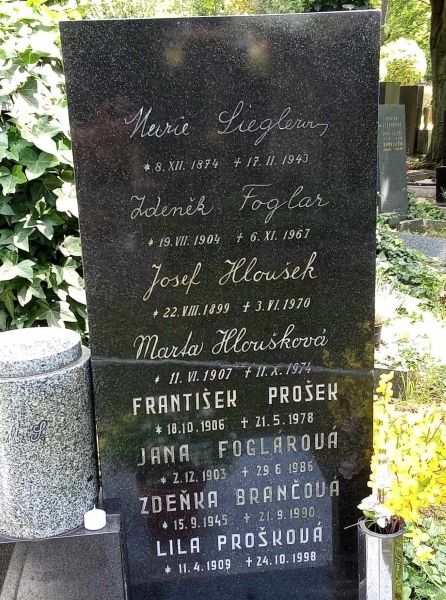 Marie Lieglerová
* 8. XII. 1874 + 17. II. 1943
Zdeněk Foglar
* 19. VII. 1904 + 6. XI. 1967
Josef Hloušek
* 22. VIII. 1899 + 3. VI. 1970
Marta Hloušková
* 11. VI. 1907 + 11. X. 1974
FRANTIŠEK PROŠEK
* 18.10.1906 + 21.5.1978
JANA FOGLAROVÁ
* 2.12.1903 + 29.6.1986
ZDEŇKA BRANČOVÁ
* 15.9.1945 + 21.9.1990
LILA PROŠKOVÁ
* 11.4.1909 + 24.10.1998